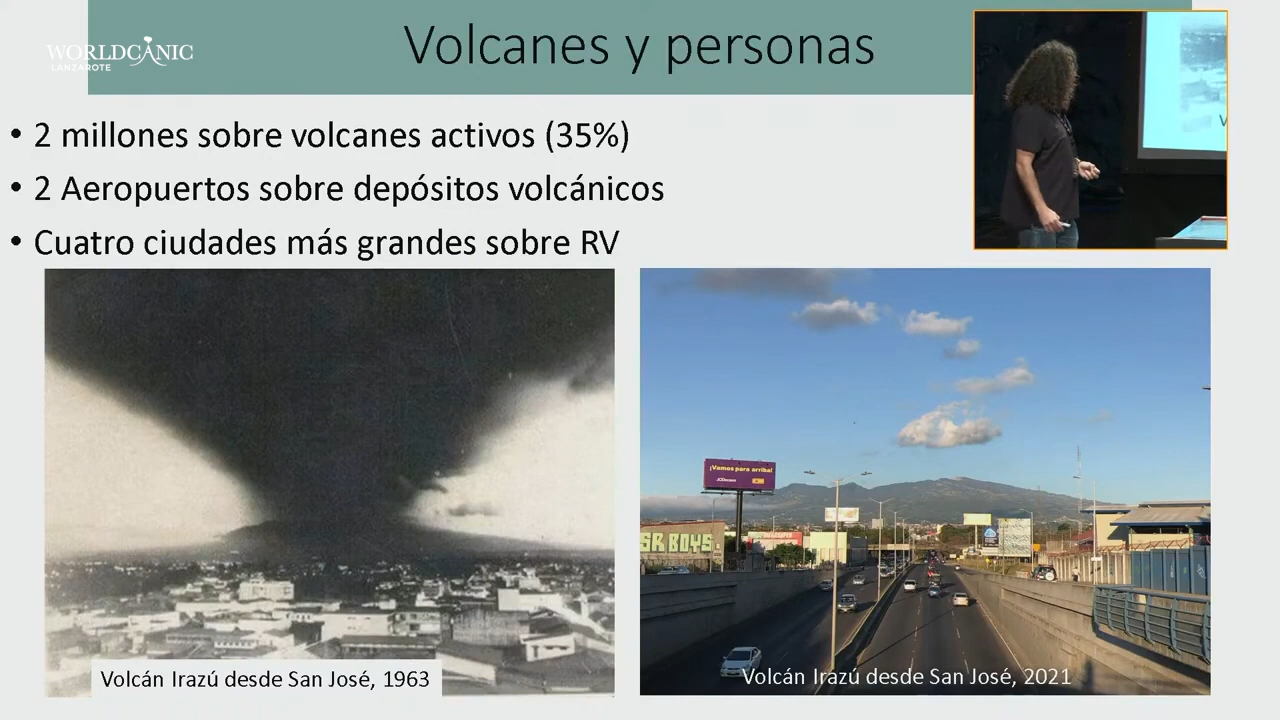 WORLDCANIC
LANZAROTE
Volcanes y personas
• 2 millones sobre volcanes activos (35%)
• 2 Aeropuertos sobre depósitos volcánicos
• Cuatro ciudades más grandes sobre RV
¡Vamos para arriba!
JCDecaux
SR BOYS
Volcán Irazú desde San José, 1963
Volcán Irazú desde San José, 2021